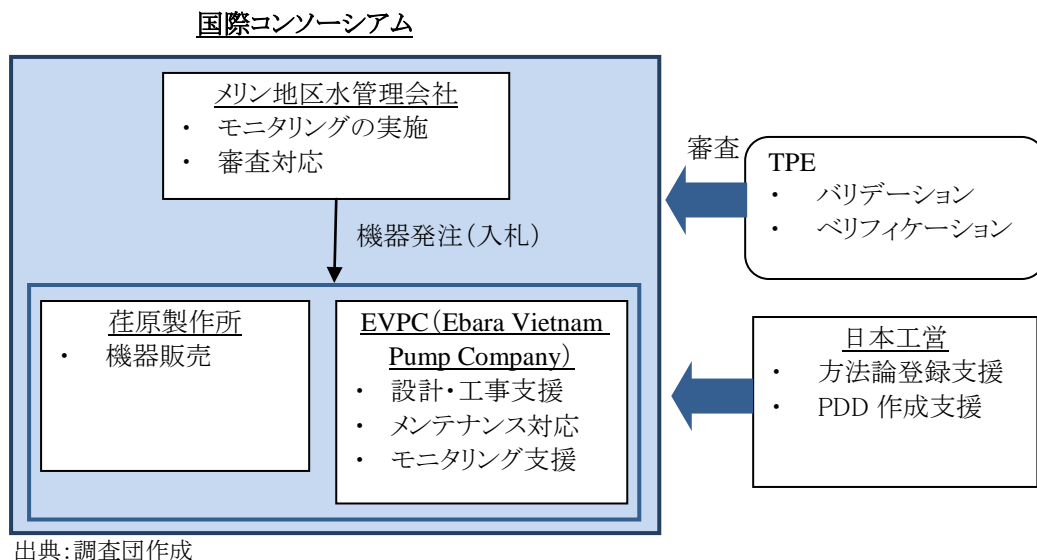 国際コンソーシアム
メリン地区水管理会社
・ モニタリングの実施
・ 審査対応
機器発注(入札)
荏原製作所
・ 機器販売
EVPC(Ebara Vietnam
Pump Company)
・ 設計・工事支援
・ メンテナンス対応
・ モニタリング支援
審査
TPE
・ バリデーション
・ ベリフィケーション
日本工営
・ 方法論登録支援
・ PDD 作成支援
出典:調査団作成